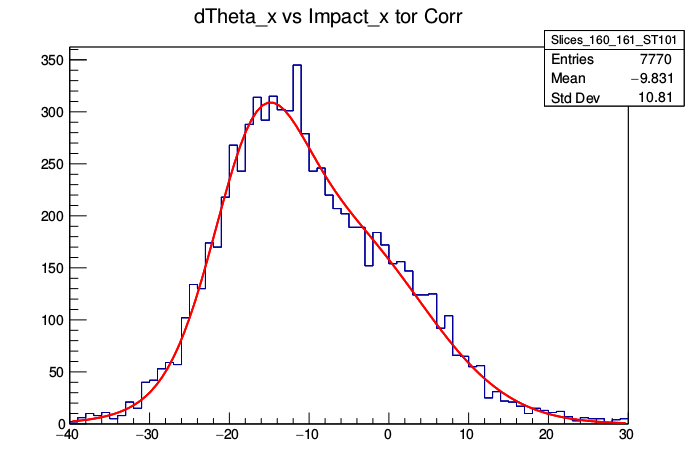 dTheta_x vs Impact_x tor Corr
Slices_160_161_ST101
Entries 7770
Mean −9.831
Std Dev 10.81
350
300
250
200
150
100
50
0
−40 −30 −20 −10 0 10 20 30